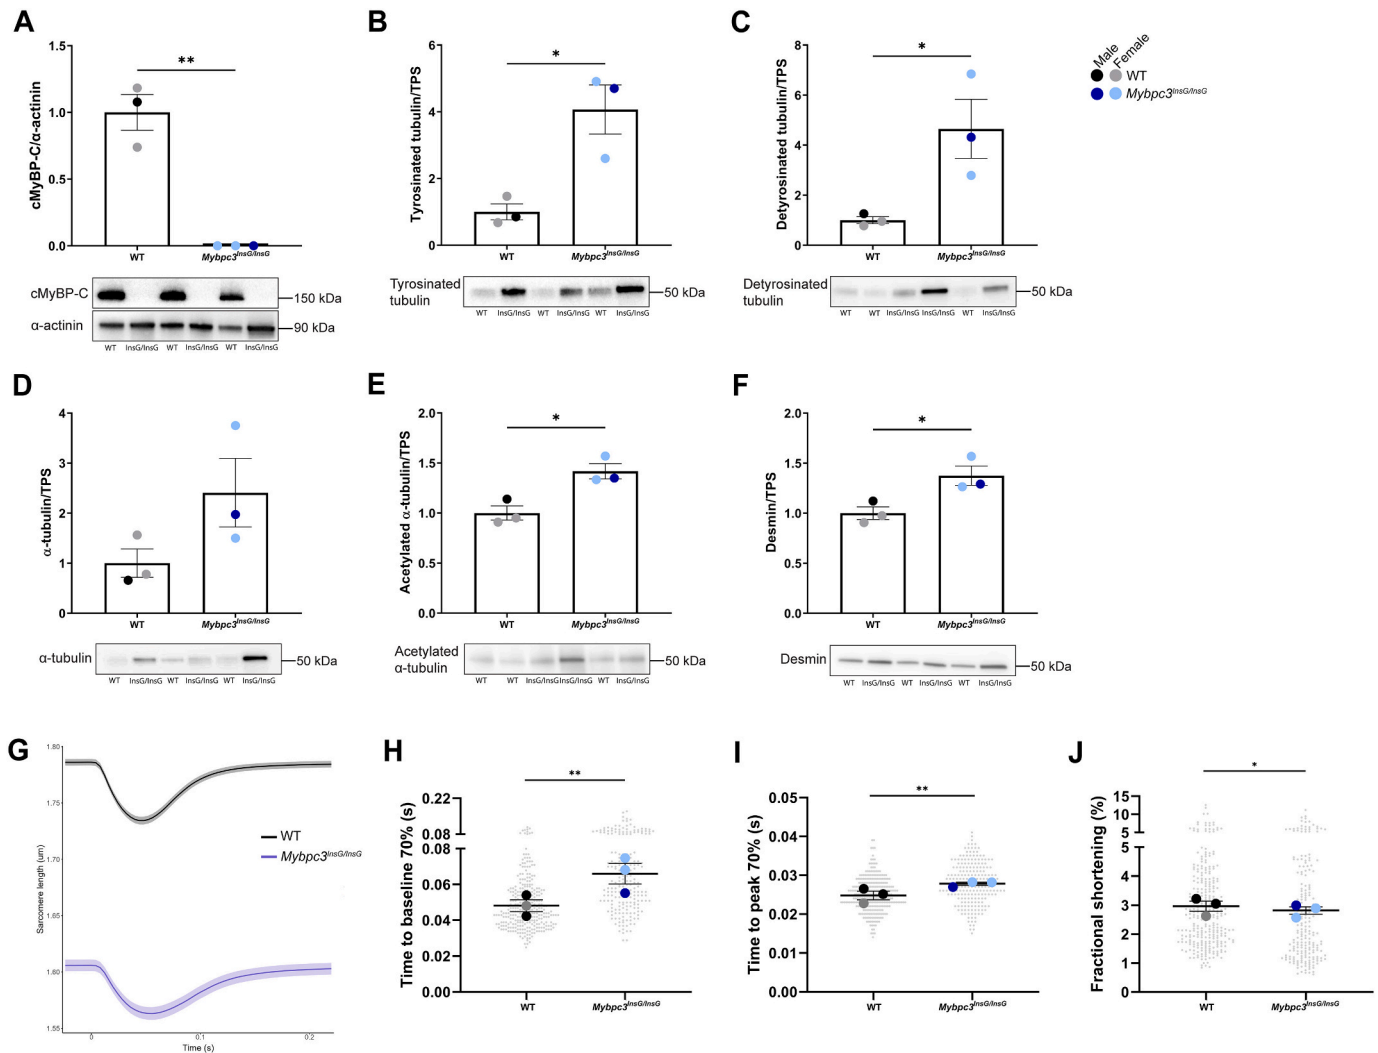 A
cMyBP-C/α-actinin
1.5
1.0
0.5
0.0
**
WT
Mybpc3InsG/InsG
cMyBP-C
150 kDa
α-actinin
90 kDa
WT InsG/InsG WT InsG/InsG WT InsG/InsG
B
Tyrosinated tubulin/TPS
6
4
2
0
*
WT
Mybpc3InsG/InsG
Tyrosinated
tubulin
50 kDa
WT InsG/InsG WT InsG/InsG WT InsG/InsG
C
Detyrosinated tubulin/TPS
8
6
4
2
0
*
WT
Mybpc3InsG/InsG
Detyrosinated
tubulin
50 kDa
WT WT InsG/InsG InsG/InsG WT InsG/InsG
Male
Female
WT
Mybpc3InsG/InsG
D
α-tubulin/TPS
4
3
2
1
0
WT
Mybpc3InsG/InsG
α-tubulin
50 kDa
WT InsG/InsG WT InsG/InsG WT InsG/InsG
E
Acetylated α-tubulin/TPS
2.0
1.5
1.0
0.5
0.0
*
WT
Mybpc3InsG/InsG
Acetylated
α-tubulin
50 kDa
WT WT InsG/InsG InsG/InsG WT InsG/InsG
F
Desmin/TPS
2.0
1.5
1.0
0.5
0.0
*
WT
Mybpc3InsG/InsG
Desmin
50 kDa
WT InsG/InsG WT InsG/InsG WT InsG/InsG
G
Sarcomere length (um)
1.80
1.75
1.70
1.65
1.60
1.55
WT
Mybpc3InsG/InsG
0 0.1 0.2
Time (s)
H
Time to baseline 70% (s)
0.22
0.08
0.08
0.06
0.04
0.02
0.00
**
WT
Mybpc3InsG/InsG
I
Time to peak 70% (s)
0.05
0.04
0.03
0.02
0.01
0.00
**
WT
Mybpc3InsG/InsG
J
Fractional shortening (%)
15
10
5
5
4
3
2
1
*
WT
Mybpc3InsG/InsG